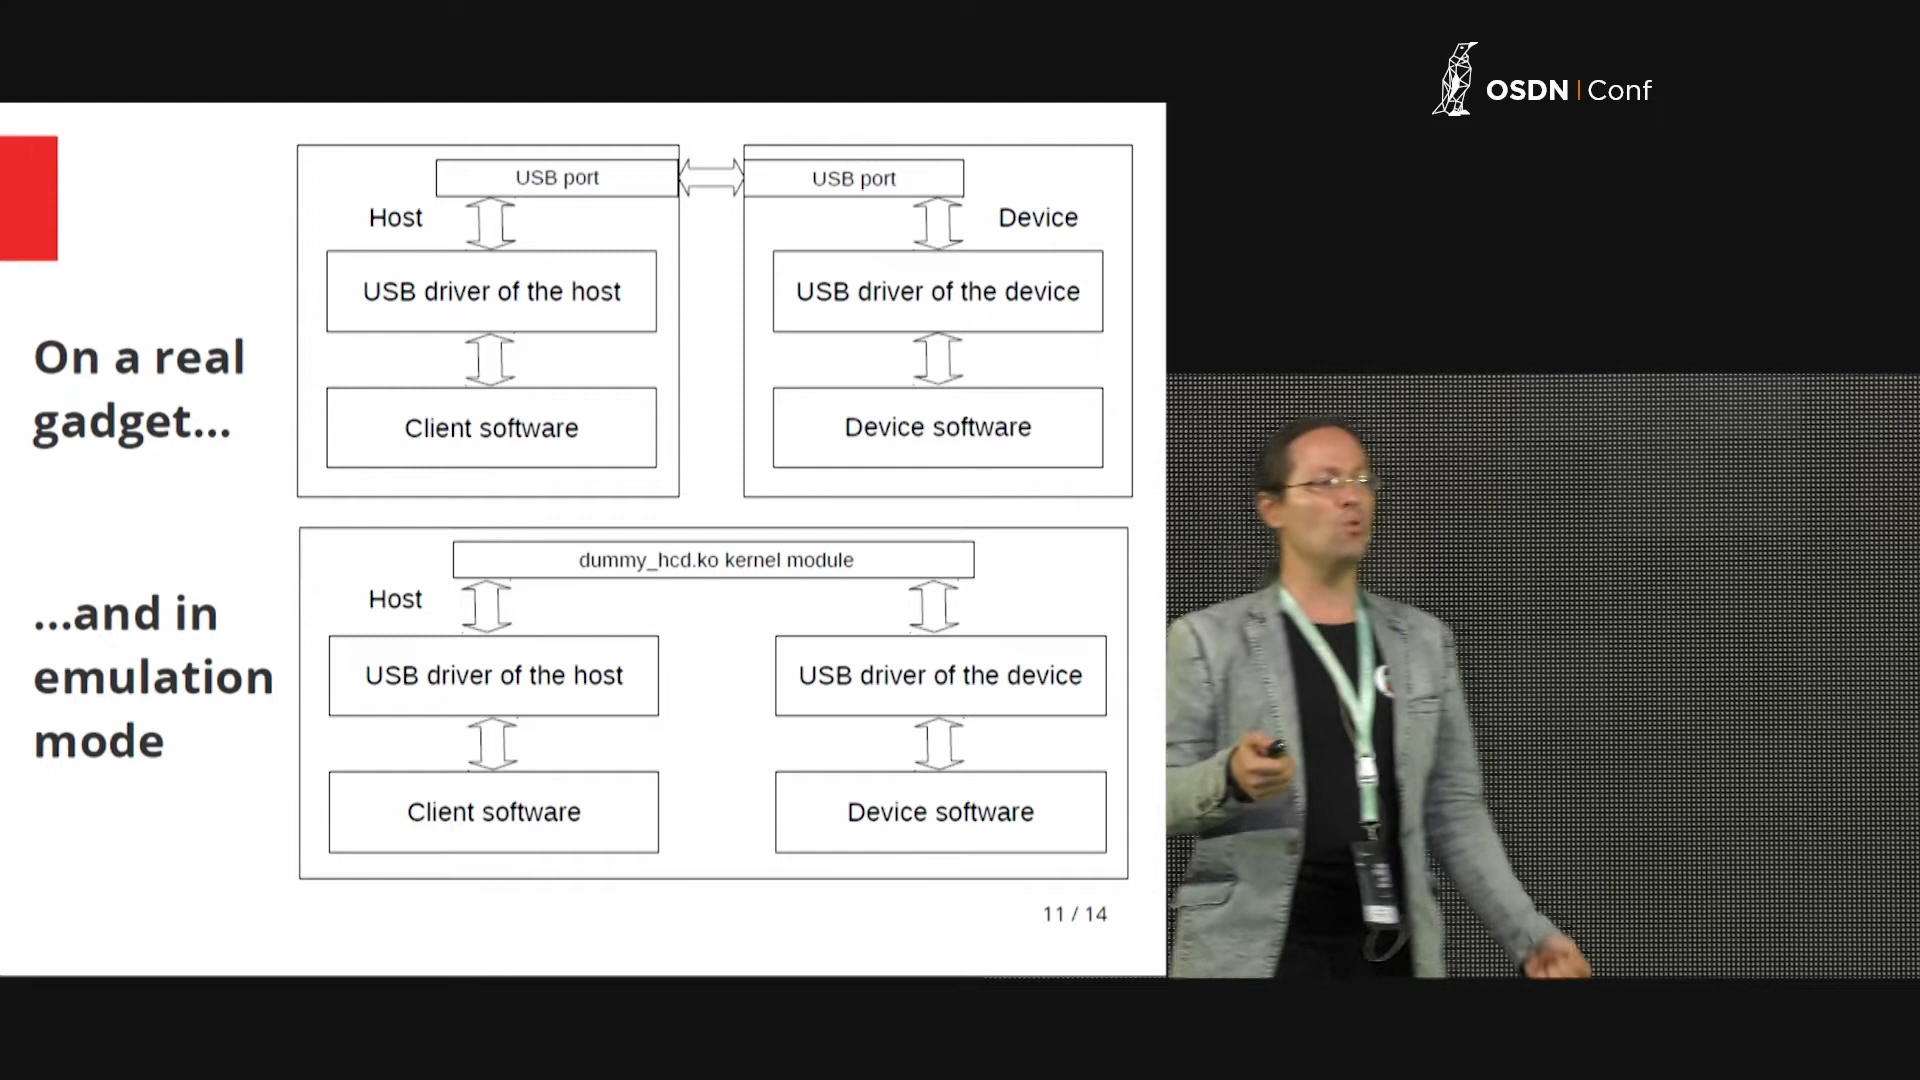 OSDN | Conf
USB port
USB port
Host
Device
USB driver of the host
USB driver of the device
On a real
gadget...
Client software
Device software
dummy_hcd.ko kernel module
Host
...and in
emulation
mode
USB driver of the host
USB driver of the device
Client software
Device software
11 / 14